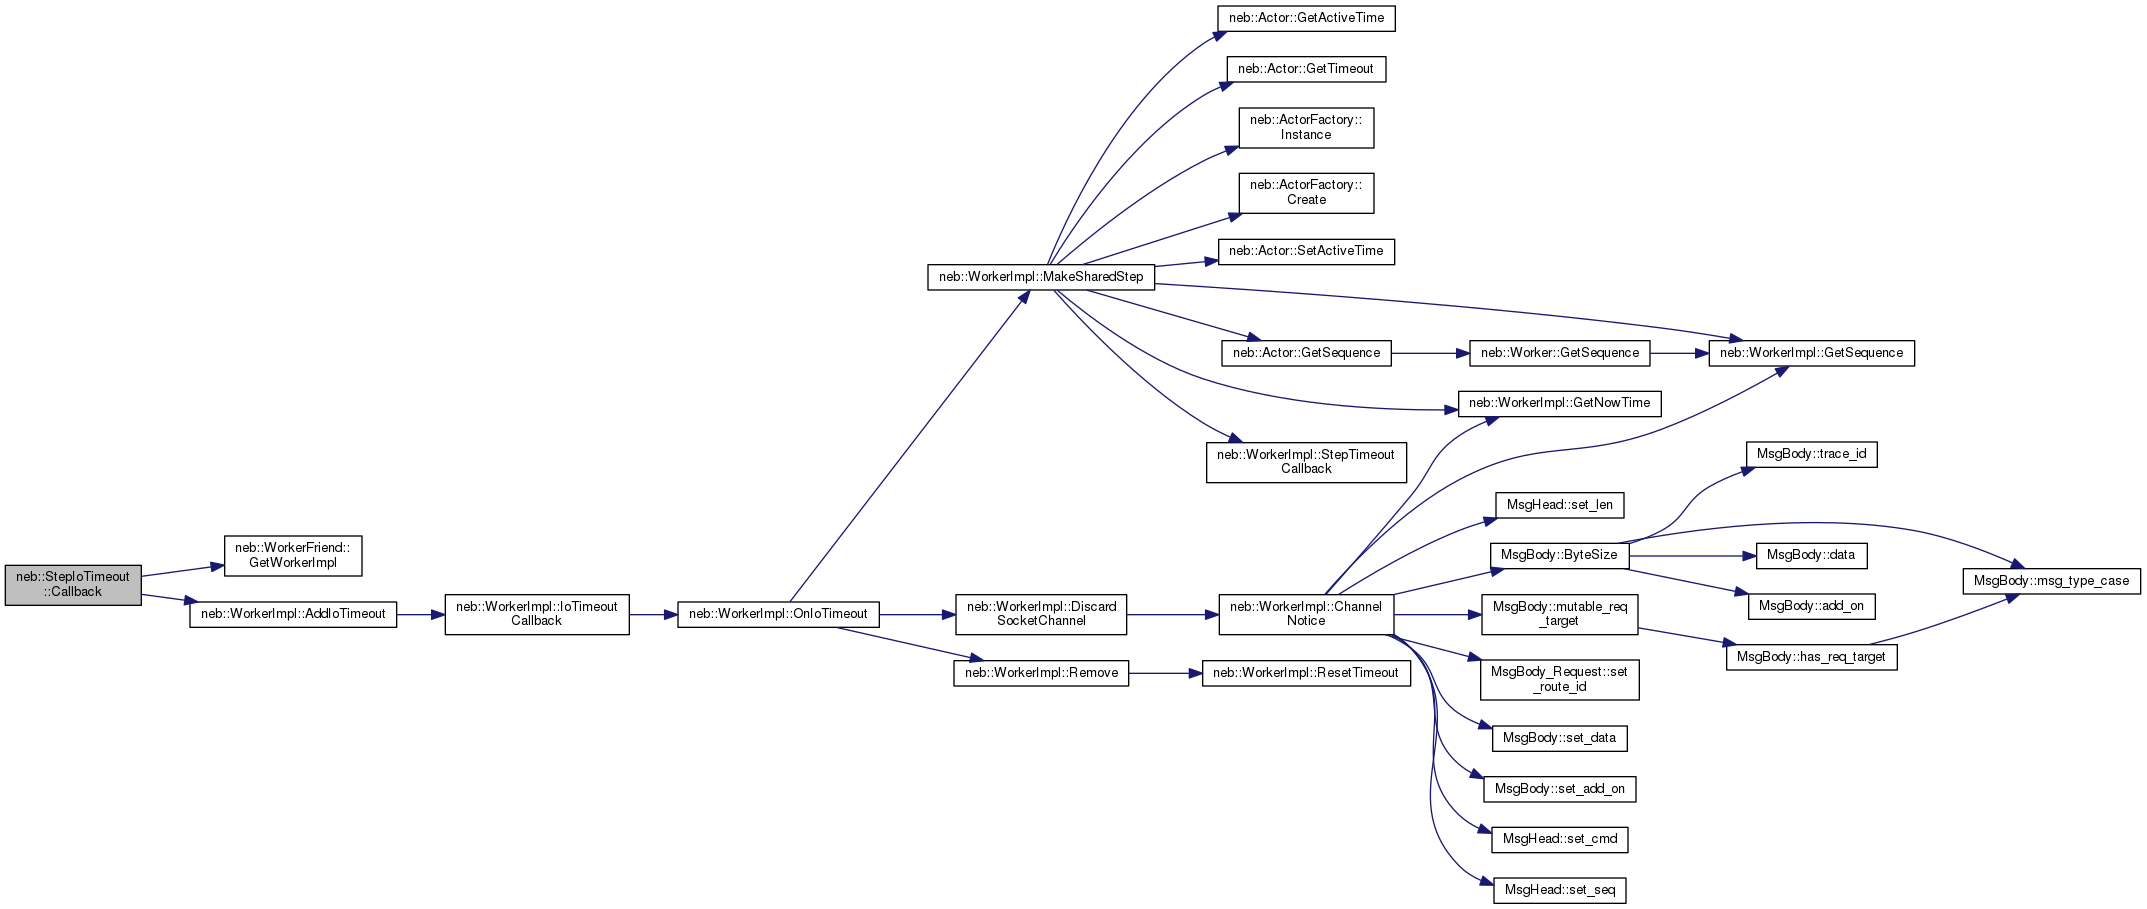 neb::Actor::GetActiveTime
neb::Actor::GetTimeout
neb::ActorFactory::
Instance
neb::ActorFactory::
Create
neb::Actor::SetActiveTime
neb::WorkerImpl::MakeSharedStep
neb::Actor::GetSequence
neb::Worker::GetSequence
neb::WorkerImpl::GetSequence
neb::WorkerImpl::GetNowTime
neb::WorkerImpl::StepTimeout
Callback
MsgBody::trace_id
MsgHead::set_len
neb::WorkerFriend::
GetWorkerImpl
MsgBody::ByteSize
MsgBody::data
MsgBody::msg_type_case
neb::StepIoTimeout
::Callback
neb::WorkerImpl::AddIoTimeout
neb::WorkerImpl::IoTimeout
Callback
neb::WorkerImpl::OnIoTimeout
neb::WorkerImpl::Discard
SocketChannel
neb::WorkerImpl::Channel
Notice
MsgBody::mutable_req
_target
MsgBody::add_on
MsgBody::has_req_target
neb::WorkerImpl::Remove
neb::WorkerImpl::ResetTimeout
MsgBody_Request::set
_route_id
MsgBody::set_data
MsgBody::set_add_on
MsgHead::set_cmd
MsgHead::set_seq